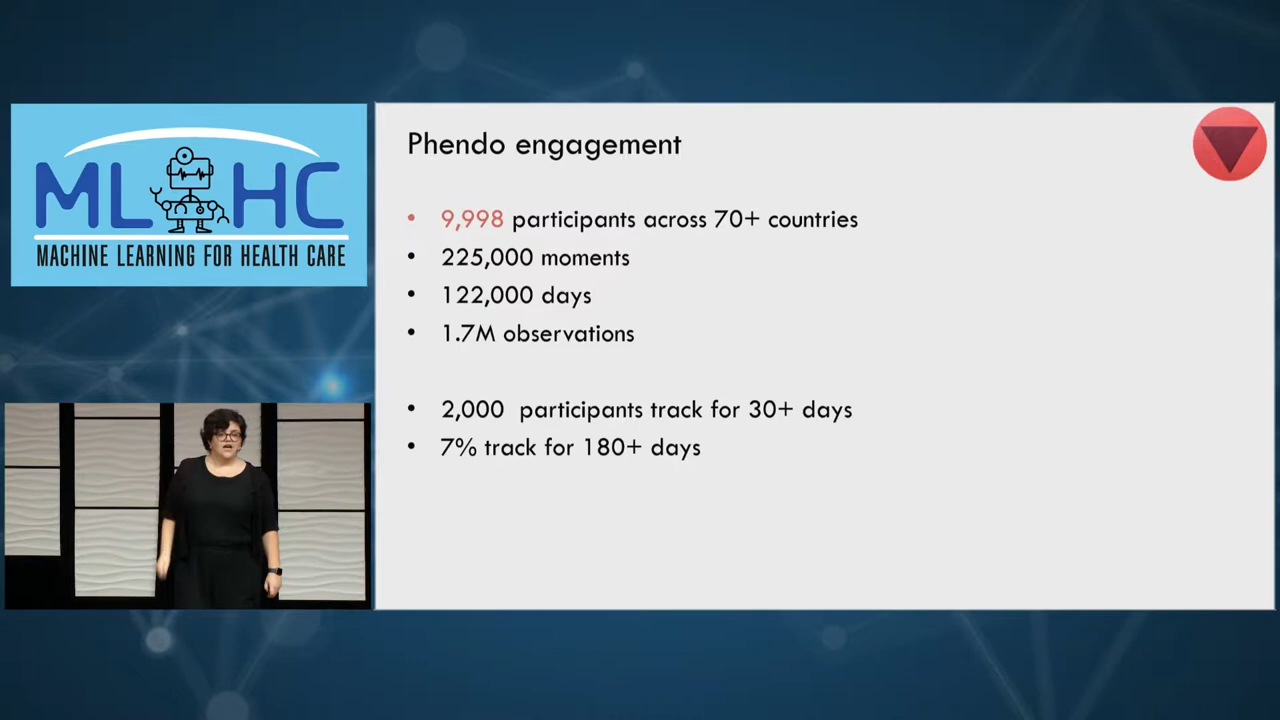 ML HC
MACHINE LEARNING FOR HEALTH CARE
Phendo engagement
• 9,998 participants across 70+ countries
• 225,000 moments
• 122,000 days
• 1.7M observations
• 2,000 participants track for 30+ days
• 7% track for 180+ days